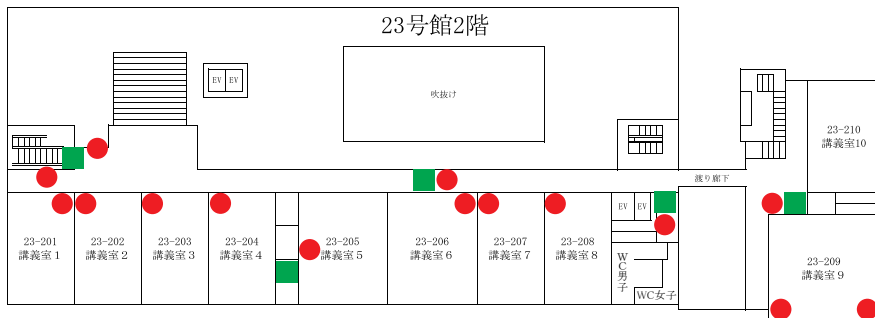 23号館2階
EV EV
吹抜け
23-210
講義室10
渡り廊下
EV EV
23-201
講義室1
23-202
講義室2
23-203
講義室3
23-204
講義室4
23-205
講義室5
23-206
講義室6
23-207
講義室7
23-208
講義室8
WC男子
WC女子
23-209
講義室9